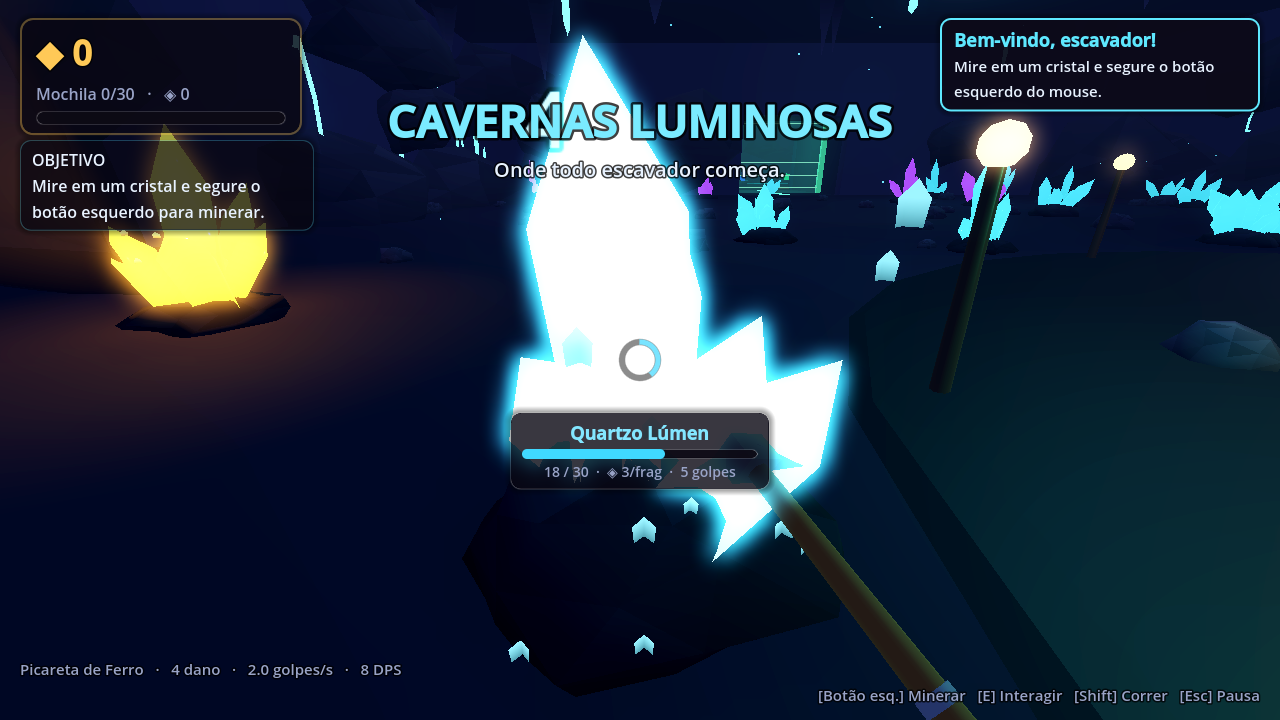 ◆ 0
Mochila 0/30 · ◈ 0
OBJETIVO
Mire em um cristal e segure o
botão esquerdo para minerar.
CAVERNAS LUMINOSAS
Onde todo escavador começa.
Bem-vindo, escavador!
Mire em um cristal e segure o botão
esquerdo do mouse.
Quartzo Lúmen
18 / 30 · ◈ 3/frag · 5 golpes
Picareta de Ferro · 4 dano · 2.0 golpes/s · 8 DPS
[Botão esq.] Minerar [E] Interagir [Shift] Correr [Esc] Pausa